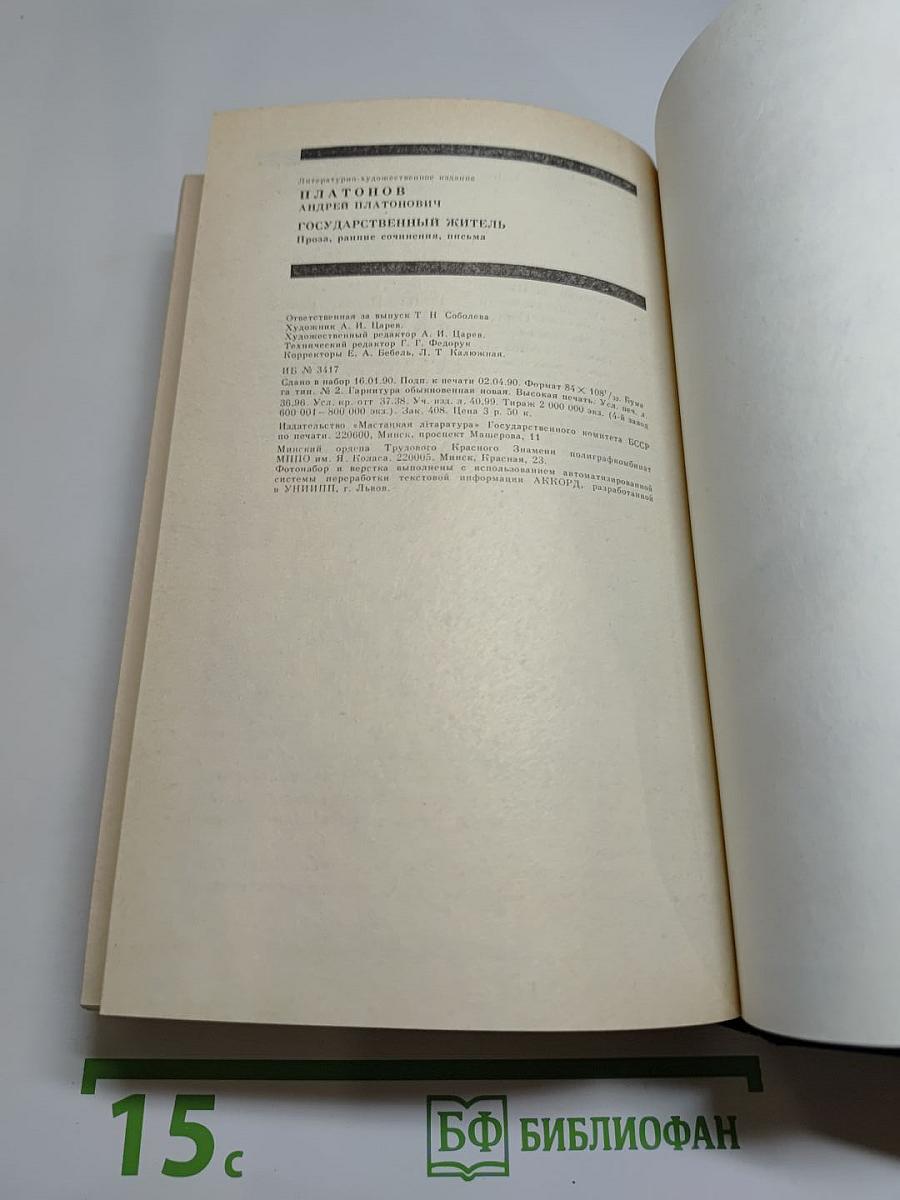 Литературно-художественное издание
ПЛАТОНОВ
АНДРЕЙ ПЛАТОНОВИЧ
ГОСУДАРСТВЕННЫЙ ЖИТЕЛЬ
Проза, ранние сочинения, письма
Ответственная за выпуск Т Н Соболева
Художник А. И. Царев.
Художественный редактор А. И. Царев.
Технический редактор Г. Г. Федорук
Корректоры Е. А. Бебель, Л. Т Калюжная.
ИБ № 3417
Сдано в набор 16.01.90. Подп. к печати 02.04.90. Формат 84×108¹/₃₂. Бума
га тип. № 2. Гарнитура обыкновенная новая. Высокая печать. Усл. печ. л
36.96. Усл. кр. отт 37.38. Уч. изд. л. 40,99. Тираж 2 000 000 экз. (4-й завод
600 001—800 000 экз.). Зак. 408. Цена 3 р. 50 к.
Издательство «Мастацкая літаратура» Государственного комитета БССР
по печати. 220600, Минск, проспект Машерова, 11
Минский ордена Трудового Красного Знамени полиграфкомбинат
МППО им. Я. Коласа. 220005. Минск, Красная, 23.
Фотонабор и верстка выполнены с использованием автоматизированной
системы переработки текстовой информации АККОРД, разработанной
в УНИИПП, г. Львов.
15 с
БФ БИБЛИОФАН